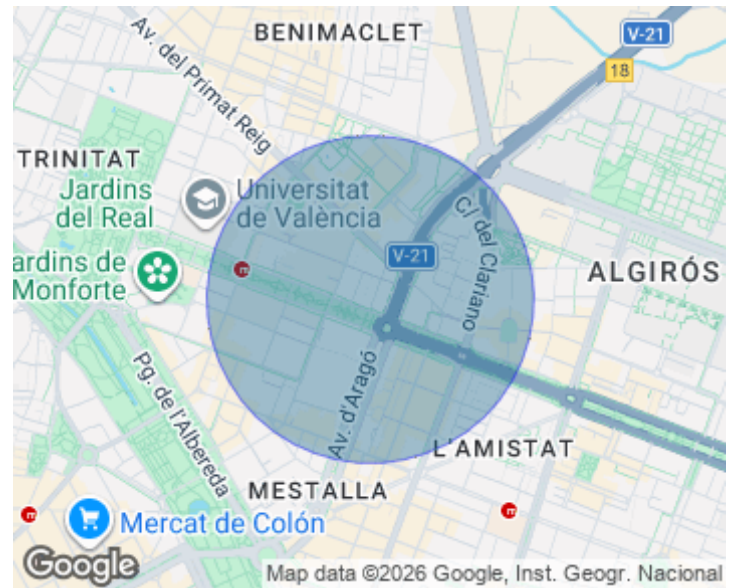 BENIMACLET
V-21
18
Av. del Primat Reig
TRINITAT
Jardins
del Real
Universitat
de València
C/ del Clariano
V-21
ardins de
Monforte
ALGIRÓS
Pg. de l'Albereda
Av. d'Aragó
L'AMISTAT
MESTALLA
Mercat de Colón
Google
Map data ©2026 Google, Inst. Geogr. Nacional